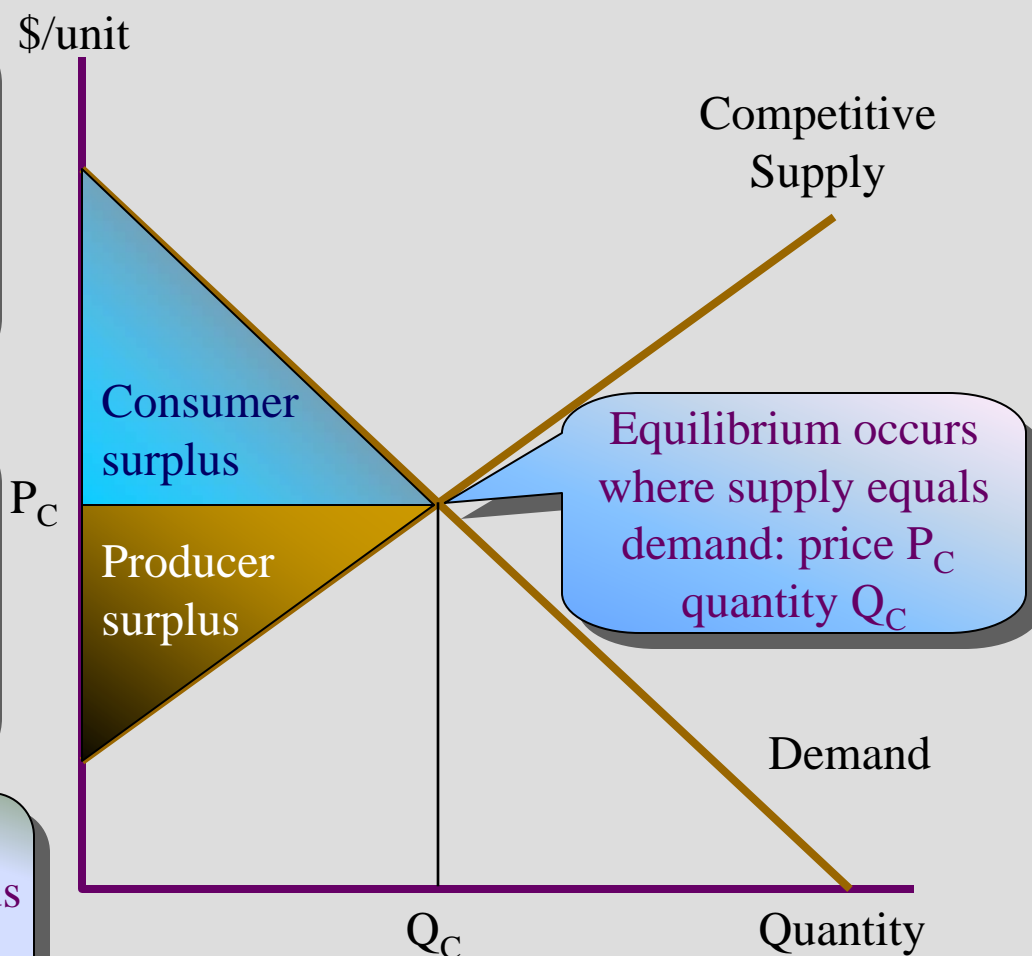 $/unit
Competitive
Supply
Consumer
surplus
Equilibrium occurs
where supply equals
demand: price P_C
quantity Q_C
P_C
Producer
surplus
Demand
Q_C
Quantity